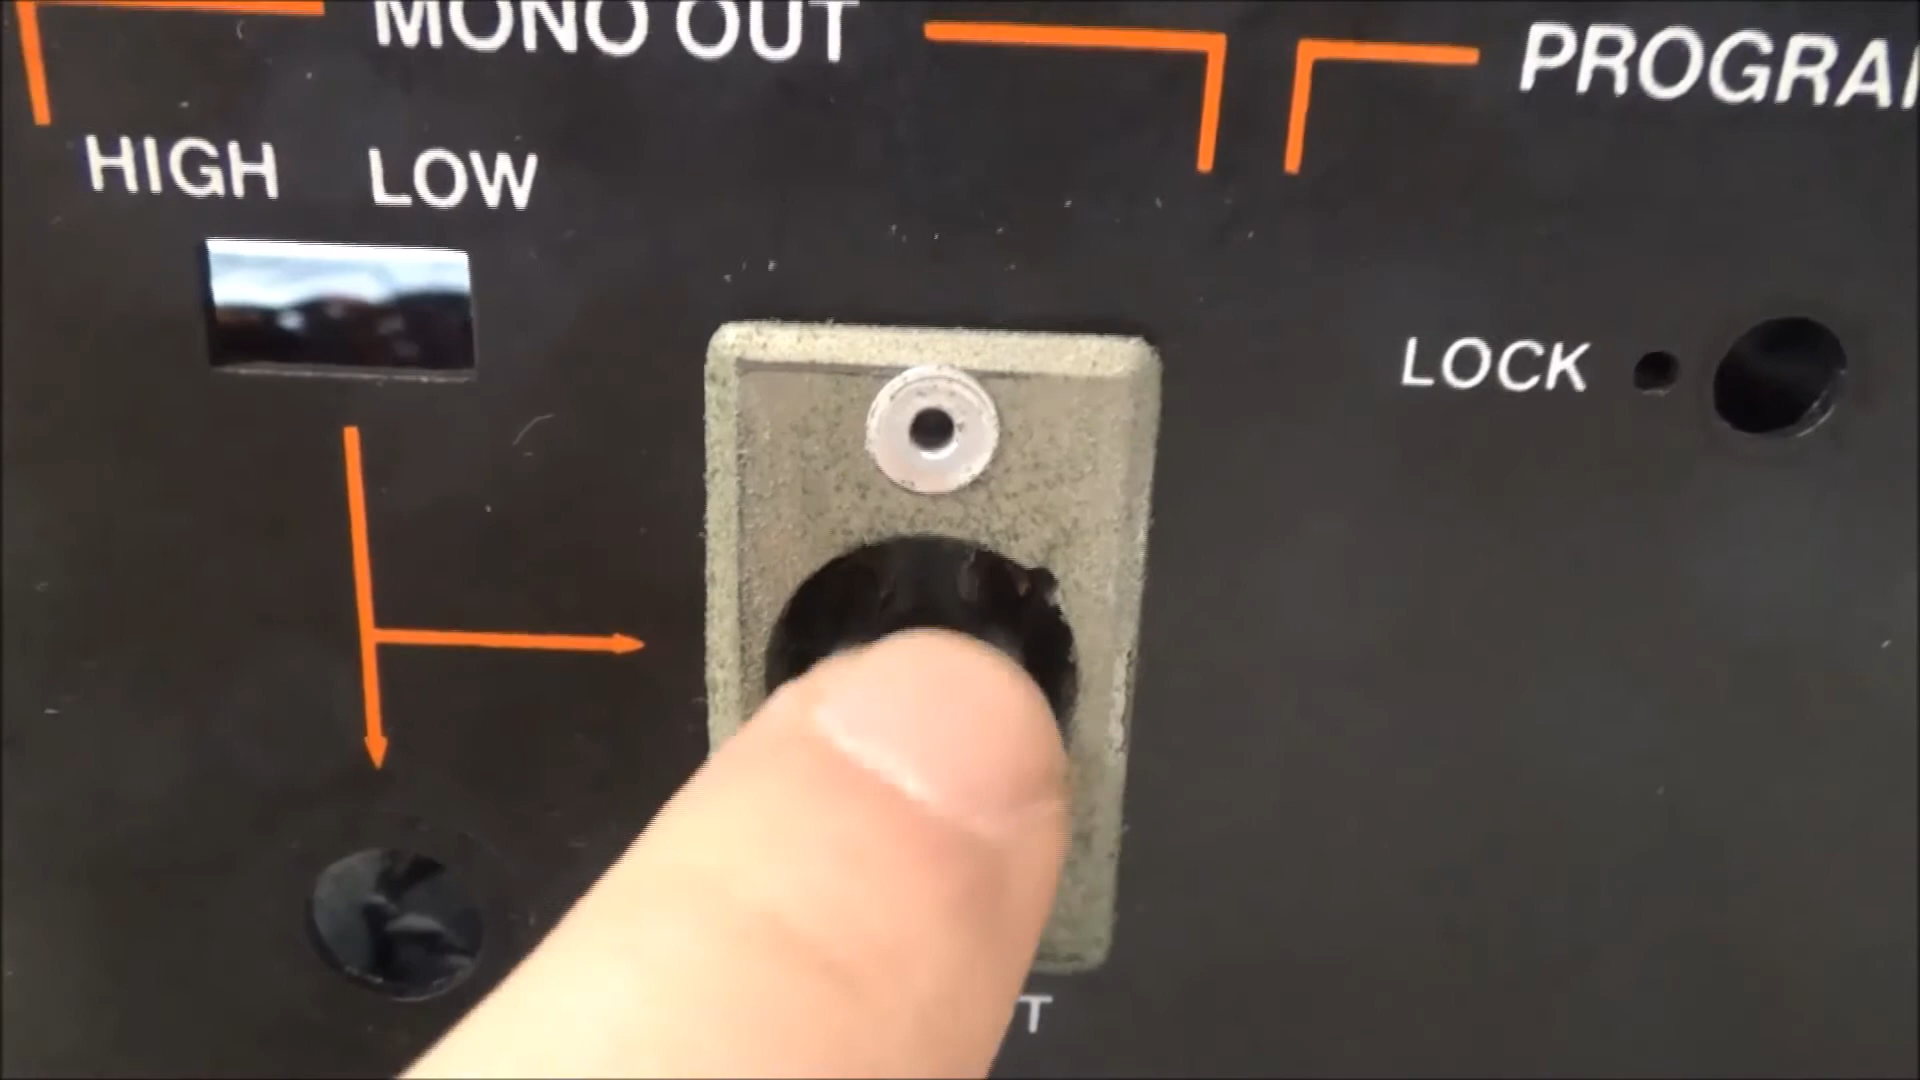 MONO OUT
PROGRA
HIGH LOW
LOCK
T